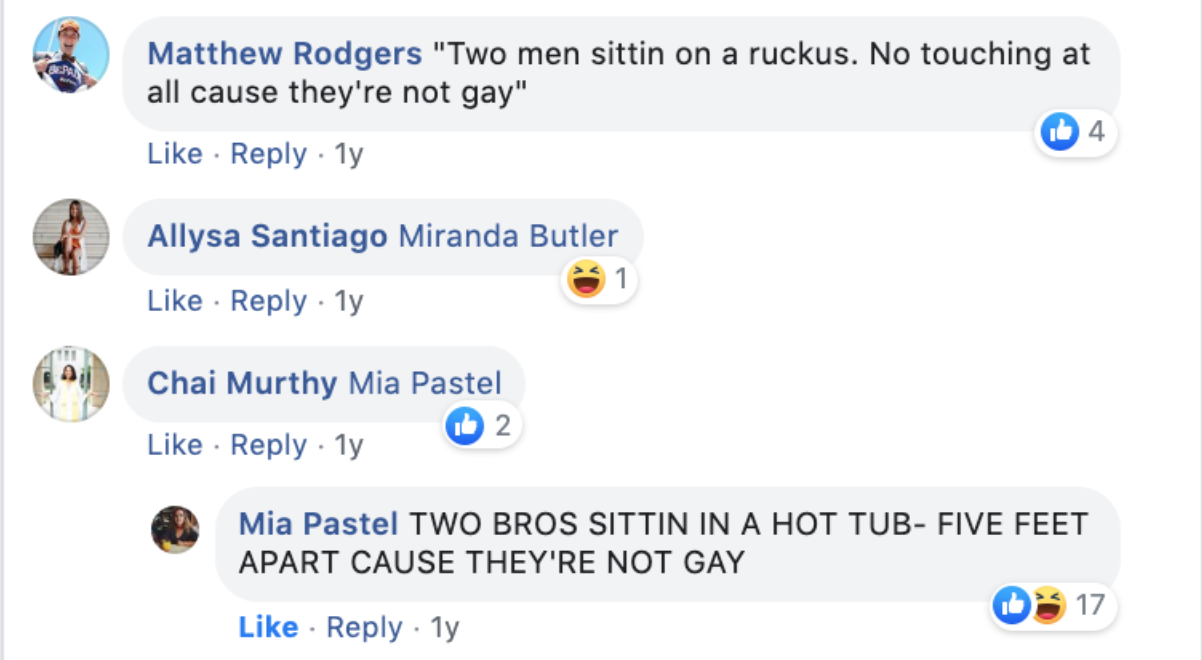 Matthew Rodgers "Two men sittin on a ruckus. No touching at
all cause they're not gay"
4
Like · Reply · 1y
Allysa Santiago Miranda Butler
1
Like · Reply · 1y
Chai Murthy Mia Pastel
2
Like · Reply · 1y
Mia Pastel TWO BROS SITTIN IN A HOT TUB- FIVE FEET
APART CAUSE THEY'RE NOT GAY
17
Like · Reply · 1y